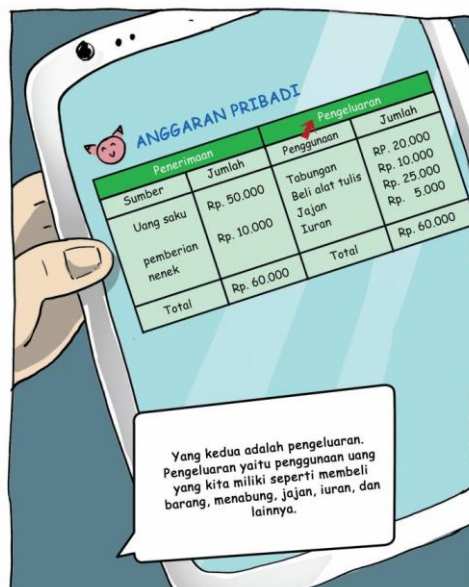 ANGGARAN PRIBADI
Penerimaan Pengeluaran
Sumber Jumlah Penggunaan Jumlah
Uang saku Rp. 50.000 Tabungan Rp. 20.000
Beli alat tulis Rp. 10.000
pemberian nenek Rp. 10.000 Jajan Rp. 25.000
Iuran Rp. 5.000
Total Rp. 60.000 Total Rp. 60.000
Yang kedua adalah pengeluaran.
Pengeluaran yaitu penggunaan uang
yang kita miliki seperti membeli
barang, menabung, jajan, iuran, dan
lainnya.